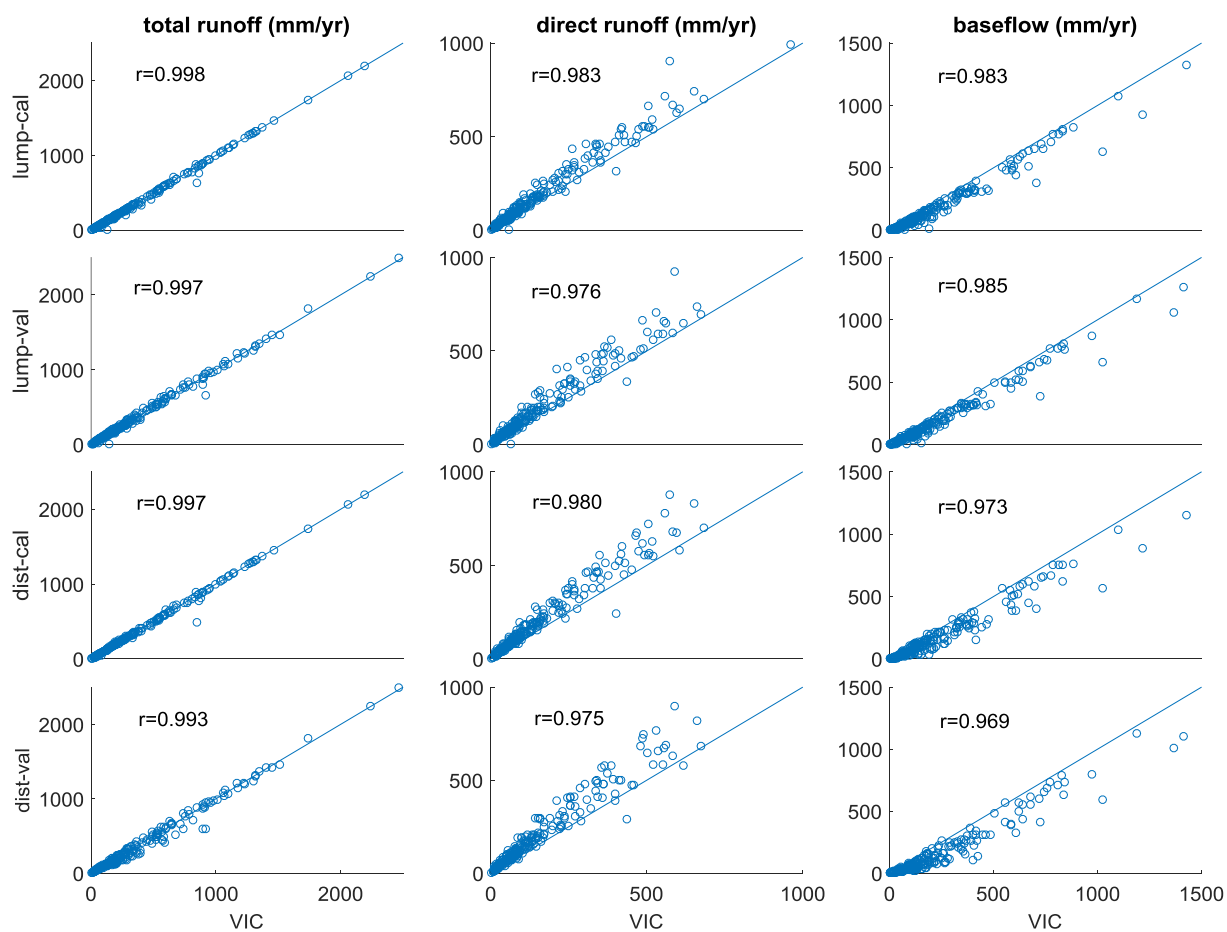 total runoff (mm/yr) direct runoff (mm/yr) baseflow (mm/yr)
lump-cal
2000
1000
0
r=0.998
1000
500
0
r=0.983
1500
1000
500
0
r=0.983
lump-val
2000
1000
0
r=0.997
1000
500
0
r=0.976
1500
1000
500
0
r=0.985
dist-cal
2000
1000
0
r=0.997
1000
500
0
r=0.980
1500
1000
500
0
r=0.973
dist-val
2000
1000
0
r=0.993
1000
500
0
r=0.975
1500
1000
500
0
r=0.969
0 1000 2000 0 500 1000 0 500 1000 1500
VIC VIC VIC